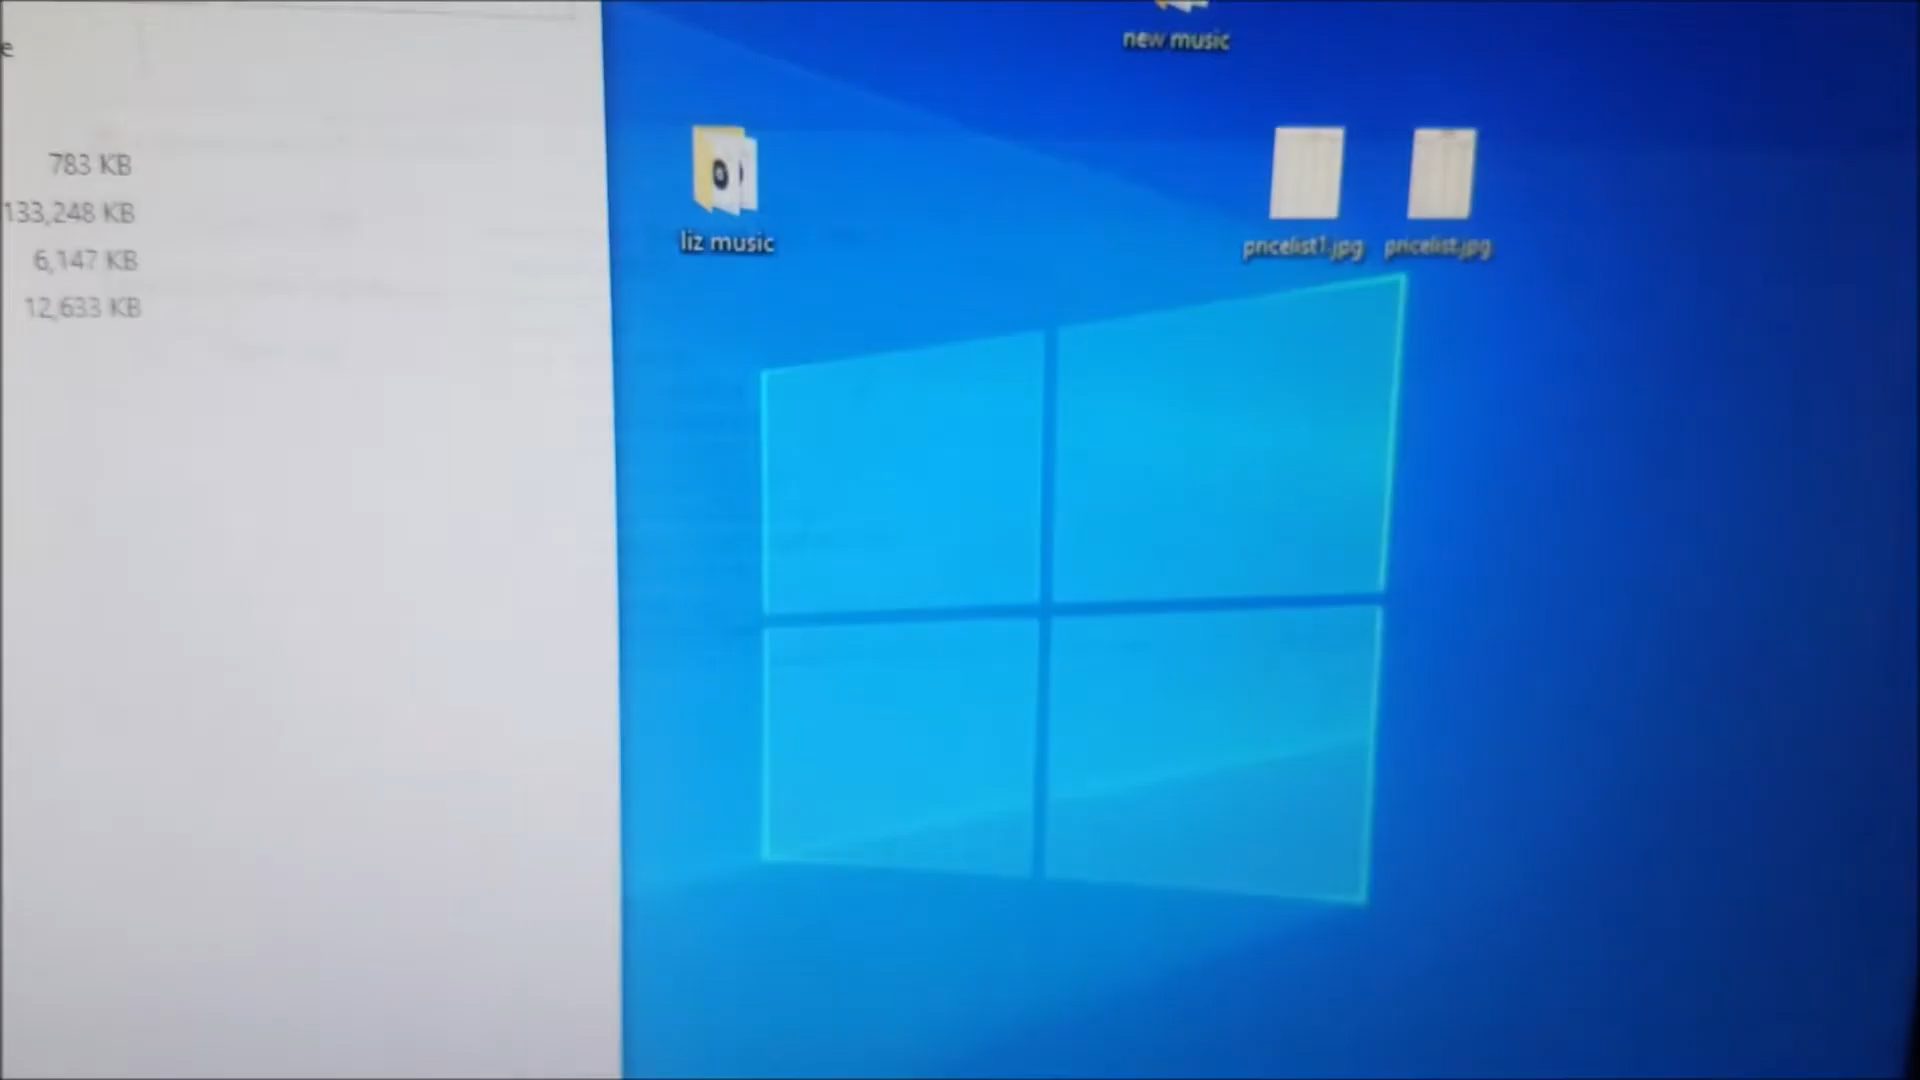 new music
783 KB
133,248 KB
6,147 KB
12,633 KB
liz music
pricelist1.jpg
pricelist.jpg